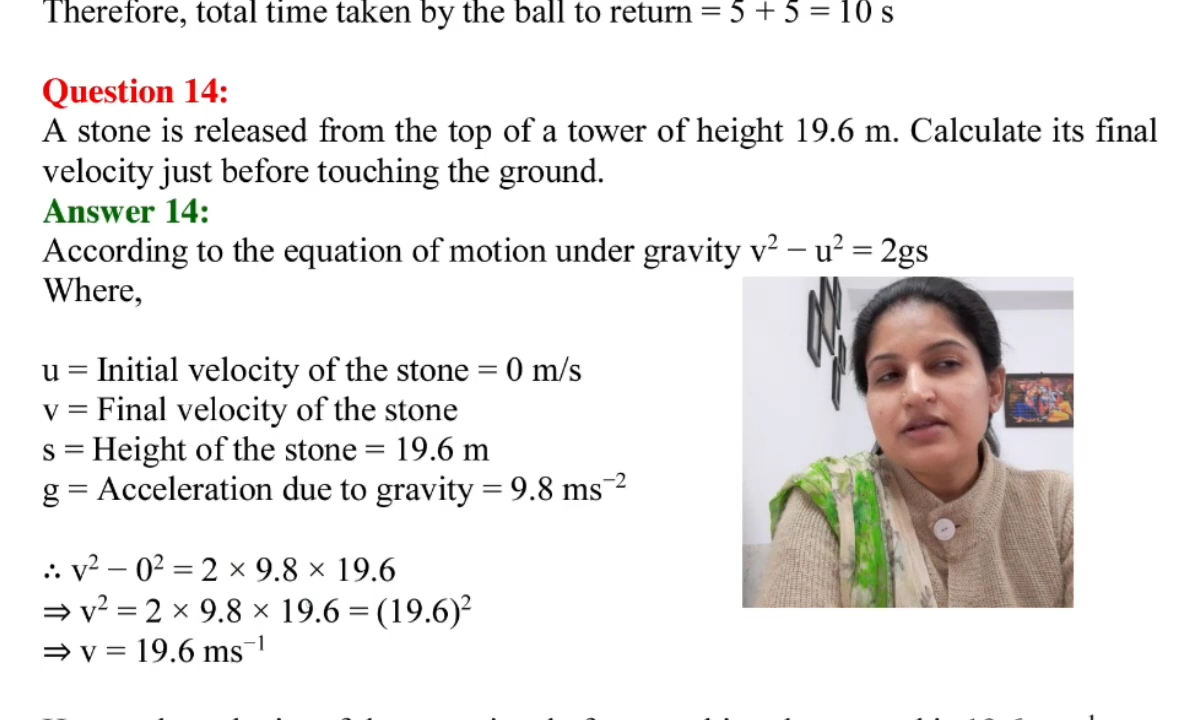 Therefore, total time taken by the ball to return = 5 + 5 = 10 s
Question 14:
A stone is released from the top of a tower of height 19.6 m. Calculate its final
velocity just before touching the ground.
Answer 14:
According to the equation of motion under gravity v² − u² = 2gs
Where,
u = Initial velocity of the stone = 0 m/s
v = Final velocity of the stone
s = Height of the stone = 19.6 m
g = Acceleration due to gravity = 9.8 ms⁻²
∴ v² − 0² = 2 × 9.8 × 19.6
⇒ v² = 2 × 9.8 × 19.6 = (19.6)²
⇒ v = 19.6 ms⁻¹